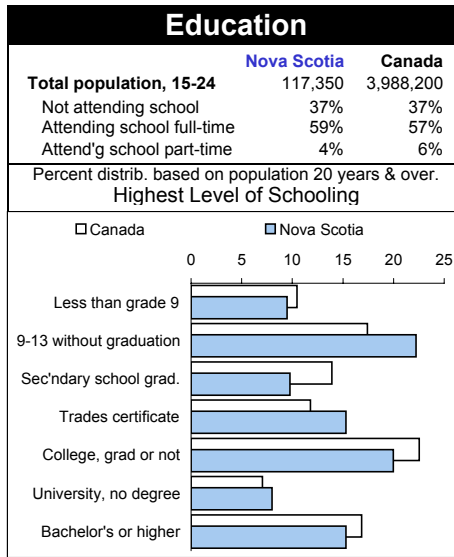 Education
Nova Scotia Canada
Total population, 15-24 117,350 3,988,200
Not attending school 37% 37%
Attending school full-time 59% 57%
Attend'g school part-time 4% 6%
Percent distrib. based on population 20 years & over.
Highest Level of Schooling
Canada Nova Scotia
0 5 10 15 20 25
Less than grade 9
9-13 without graduation
Sec'ndary school grad.
Trades certificate
College, grad or not
University, no degree
Bachelor's or higher